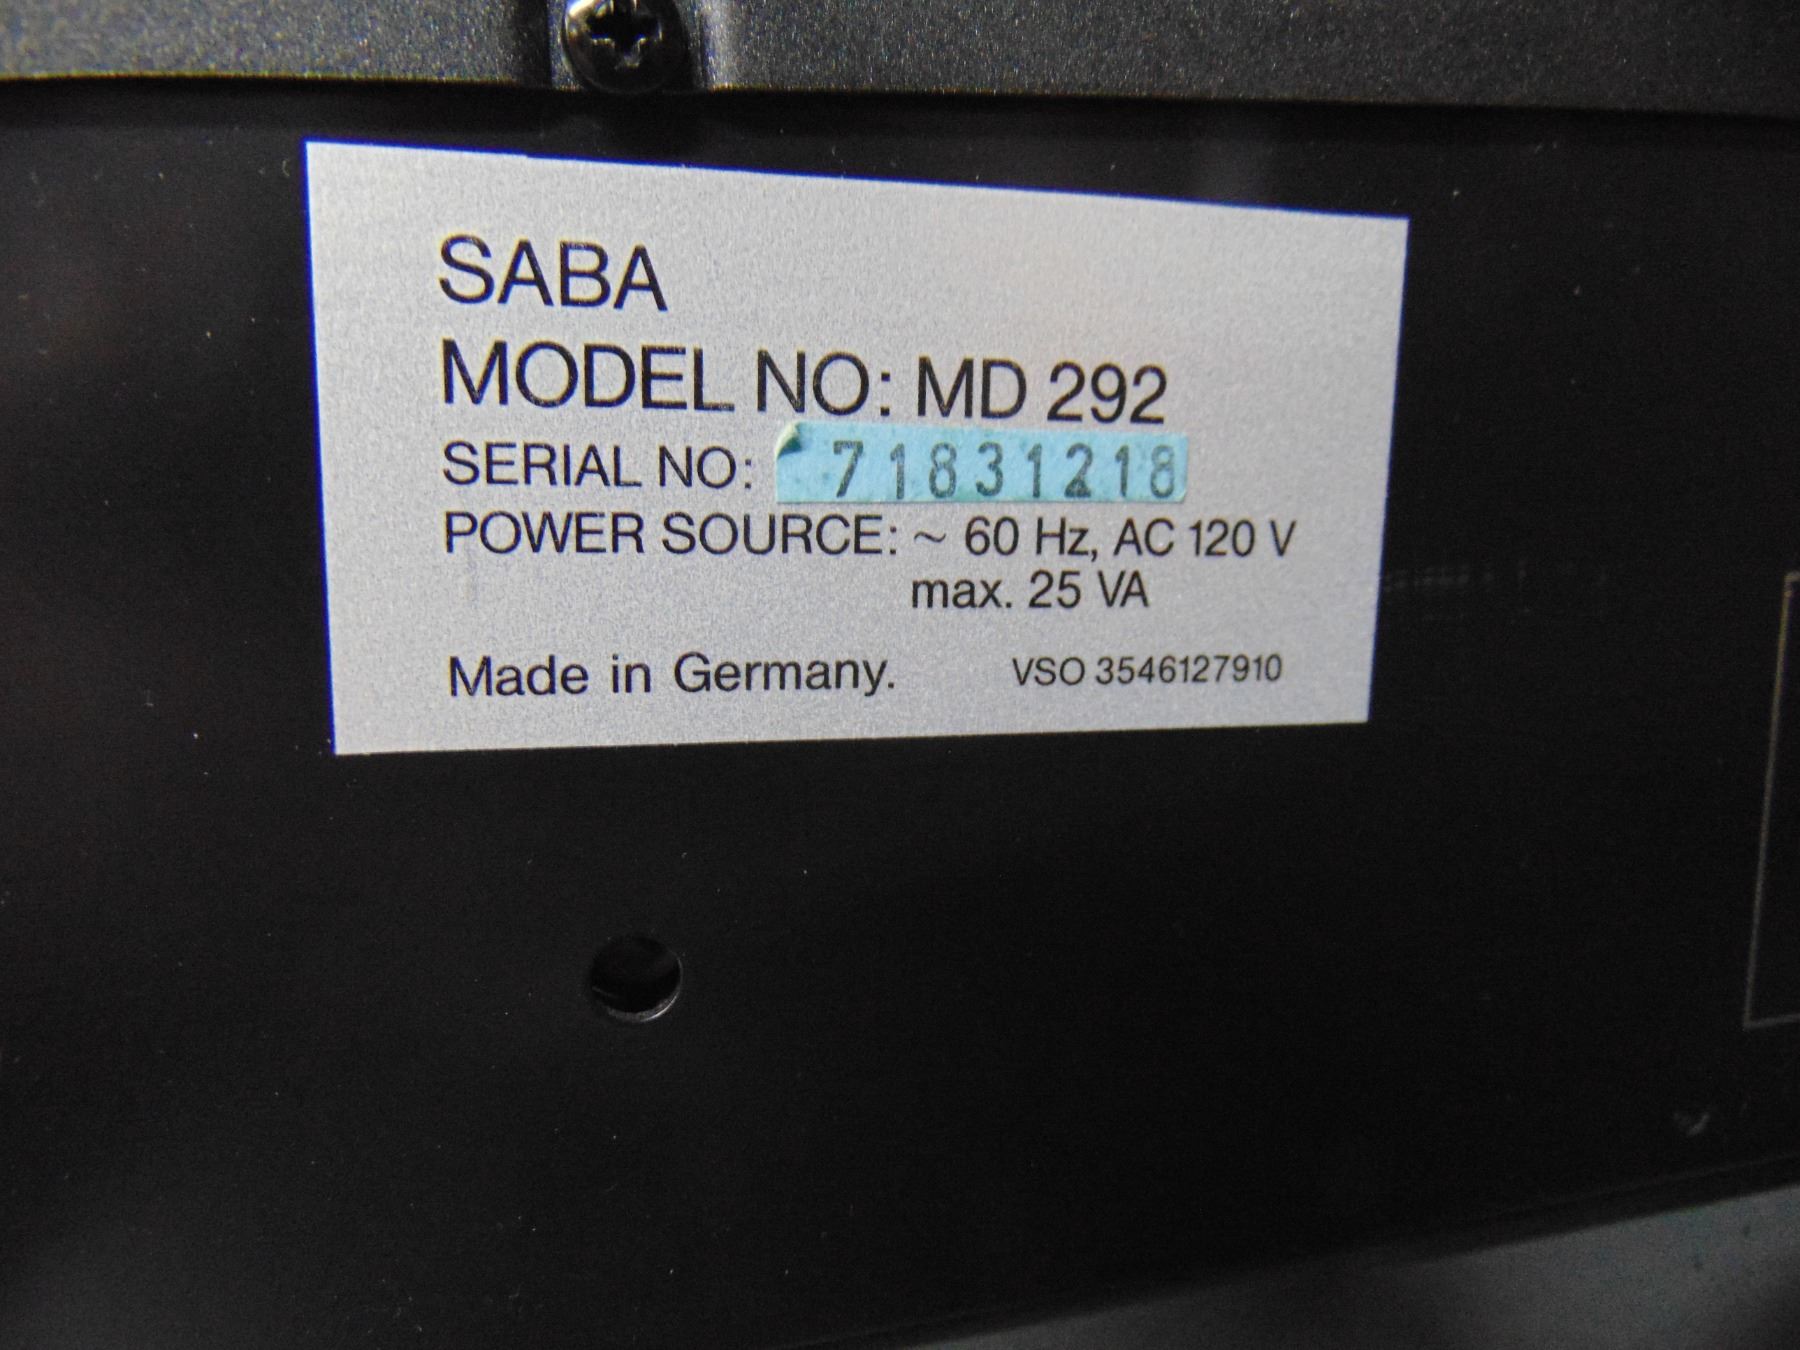 SABA
MODEL NO: MD 292
SERIAL NO: 71831218
POWER SOURCE: ~ 60 Hz, AC 120 V
max. 25 VA
Made in Germany. VSO 3546127910